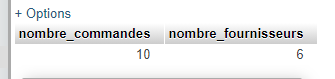 + Options
nombre_commandes nombre_fournisseurs
10 6